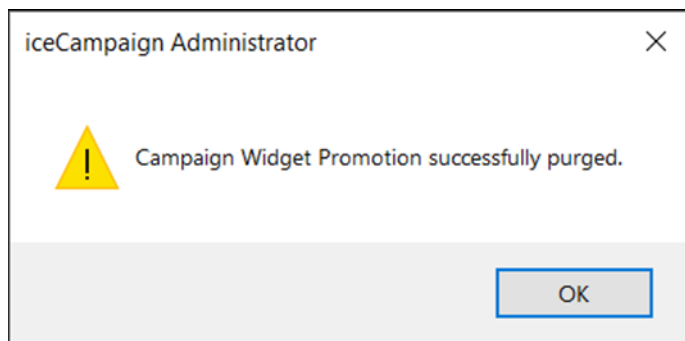 iceCampaign Administrator
Campaign Widget Promotion successfully purged.
OK